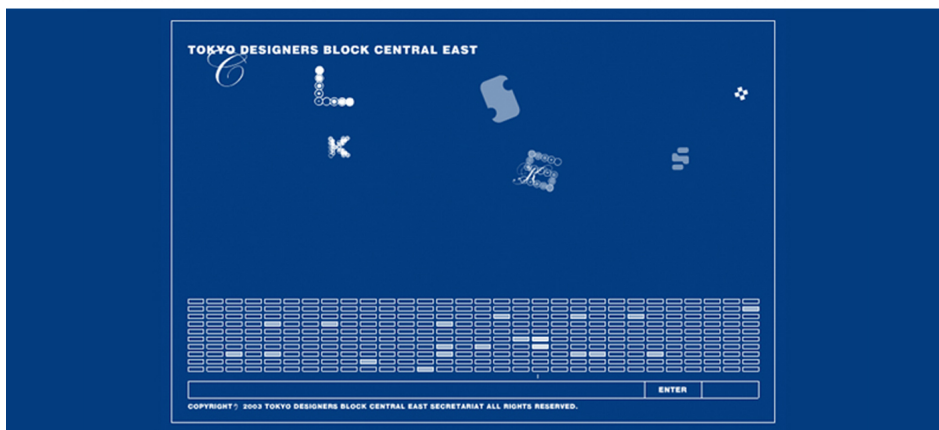 TOKYO DESIGNERS BLOCK CENTRAL EAST
C
L
S
K
K
S
ENTER
COPYRIGHT© 2003 TOKYO DESIGNERS BLOCK CENTRAL EAST SECRETARIAT ALL RIGHTS RESERVED.